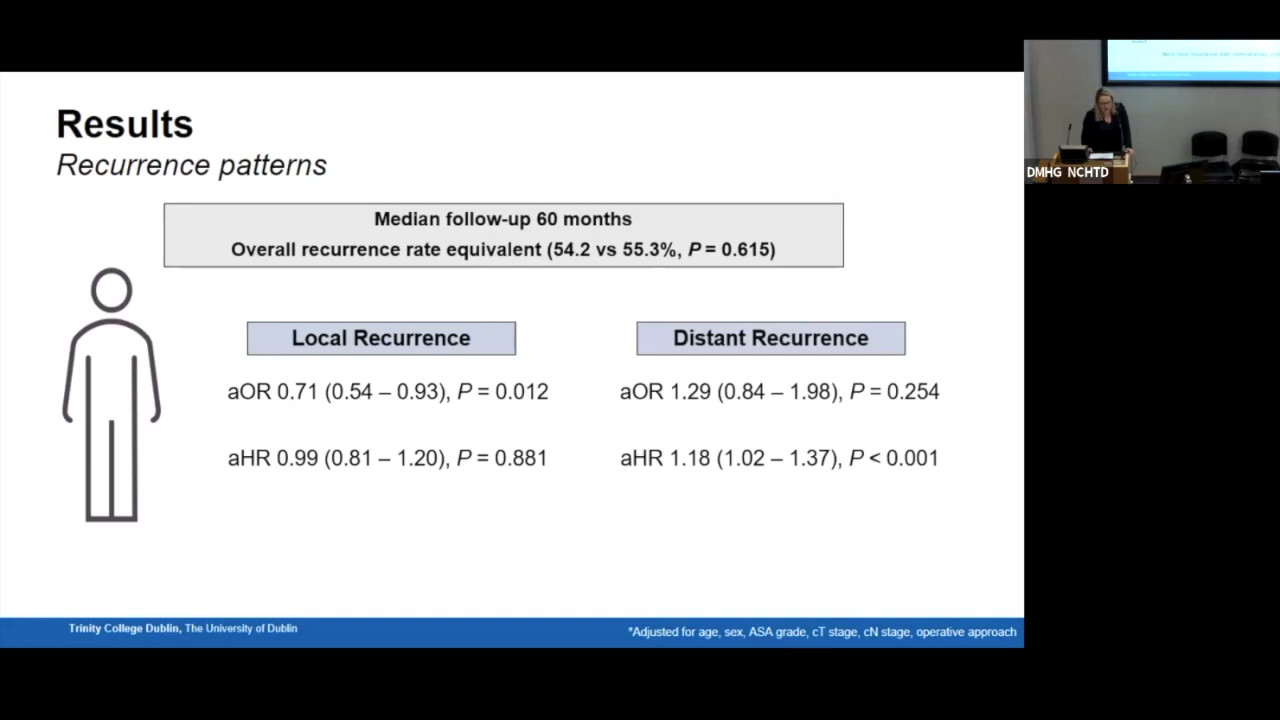 Results
Recurrence patterns
Median follow-up 60 months
Overall recurrence rate equivalent (54.2 vs 55.3%, P = 0.615)
Local Recurrence
aOR 0.71 (0.54 – 0.93), P = 0.012
aHR 0.99 (0.81 – 1.20), P = 0.881
Distant Recurrence
aOR 1.29 (0.84 – 1.98), P = 0.254
aHR 1.18 (1.02 – 1.37), P < 0.001
Trinity College Dublin, The University of Dublin
*Adjusted for age, sex, ASA grade, cT stage, cN stage, operative approach
DMHG NCHTD